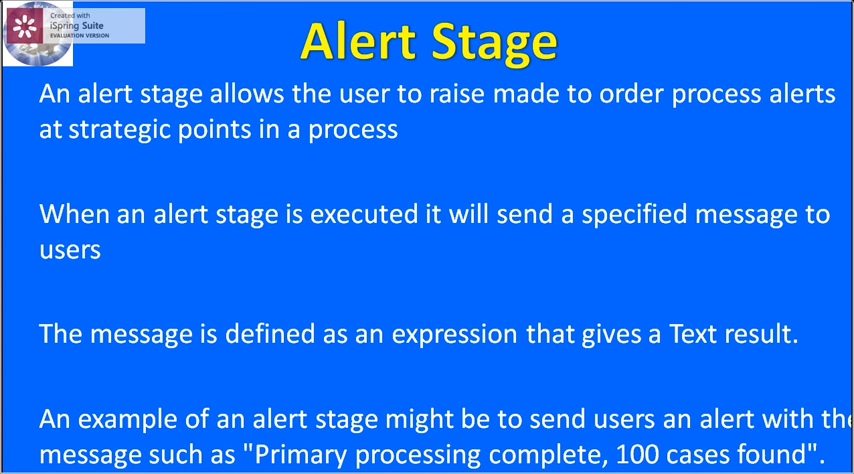 Created with
iSpring Suite
EVALUATION VERSION
Alert Stage
An alert stage allows the user to raise made to order process alerts
at strategic points in a process
When an alert stage is executed it will send a specified message to
users
The message is defined as an expression that gives a Text result.
An example of an alert stage might be to send users an alert with the
message such as "Primary processing complete, 100 cases found".